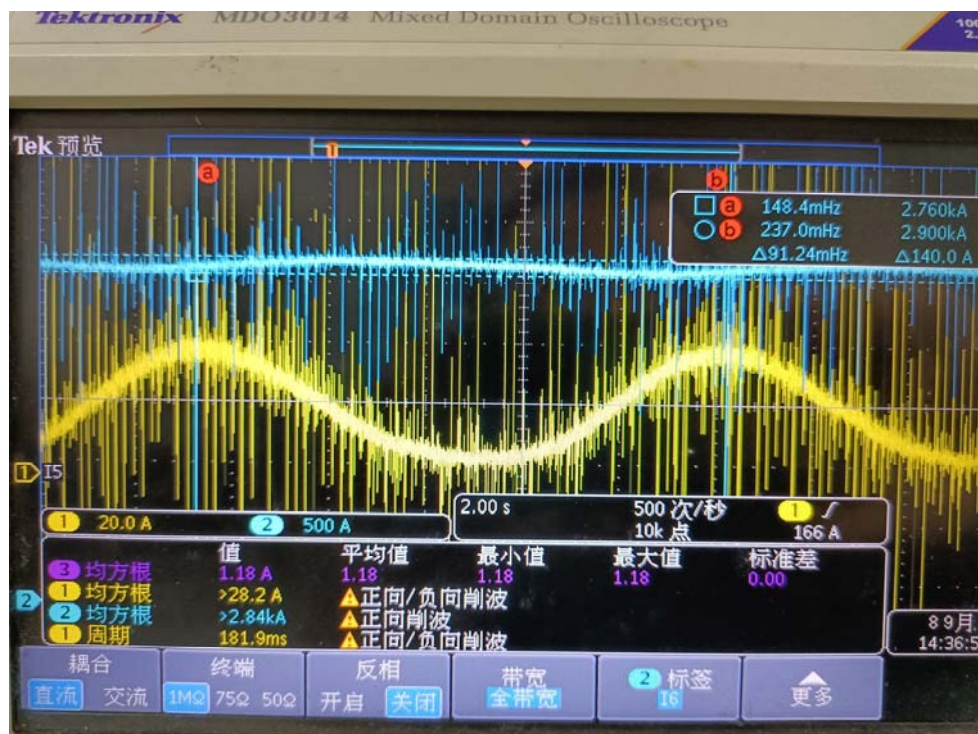 Tektronix MDO3014 Mixed Domain Oscilloscope
Tek 预览
a
b
a 148.4mHz 2.760kA
b 237.0mHz 2.900kA
Δ91.24mHz Δ140.0 A
1 I5
1 20.0 A 2 500 A
2.00 s 500 次/秒 1
10k 点 166 A
值 平均值 最小值 最大值 标准差
3 均方根 1.18 A 1.18 1.18 1.18 0.00
1 均方根 >28.2 A 正向/负向削波
2 均方根 >2.84kA 正向削波
1 周期 181.9ms 正向/负向削波
2
8 9月
14:36:5
耦合 终端 反相 带宽 2 标签 更多
直流 交流 1MΩ 75Ω 50Ω 开启 关闭 全带宽 I6